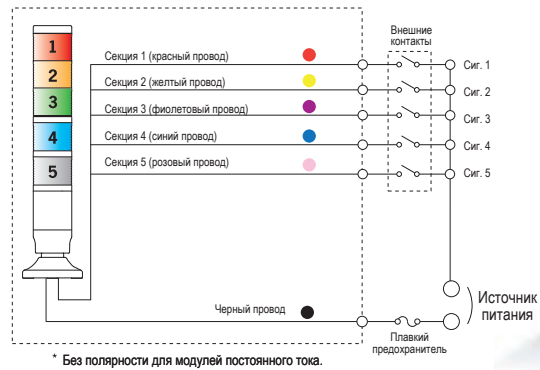 Внешние
контакты
1
Секция 1 (красный провод)
Сиг. 1
2
Секция 2 (желтый провод)
Сиг. 2
3
Секция 3 (фиолетовый провод)
Сиг. 3
4
Секция 4 (синий провод)
Сиг. 4
5
Секция 5 (розовый провод)
Сиг. 5
Черный провод
Источник
питания
Плавкий
предохранитель
* Без полярности для модулей постоянного тока.